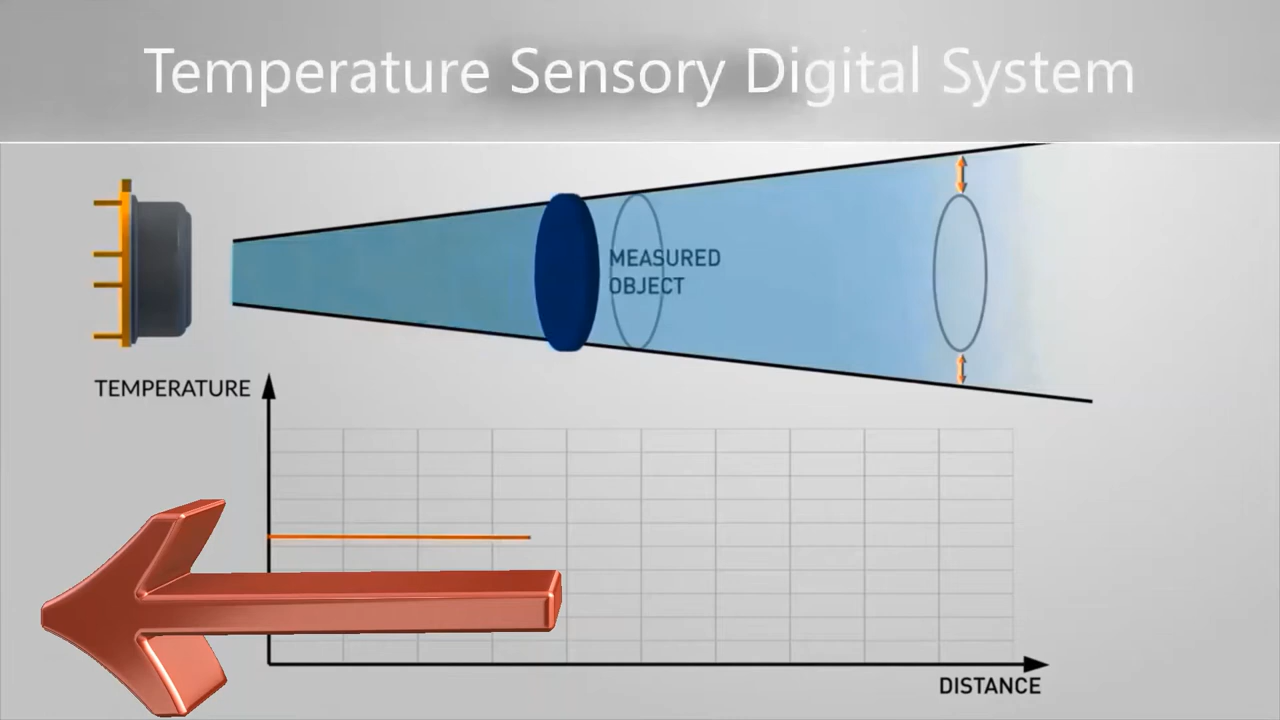 Temperature Sensory Digital System
MEASURED
OBJECT
TEMPERATURE
DISTANCE